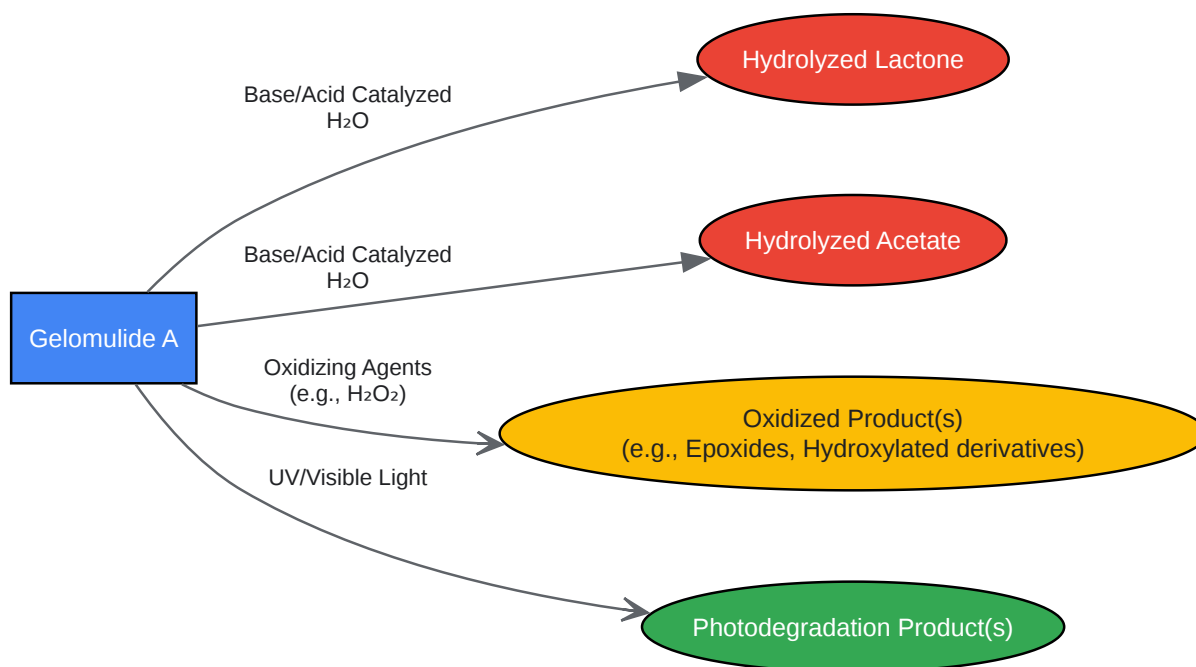 Hydrolyzed Lactone
Base/Acid Catalyzed
H₂O
Hydrolyzed Acetate
Base/Acid Catalyzed
H₂O
Gelomulide A
Oxidizing Agents
(e.g., H₂O₂)
Oxidized Product(s)
(e.g., Epoxides, Hydroxylated derivatives)
UV/Visible Light
Photodegradation Product(s)